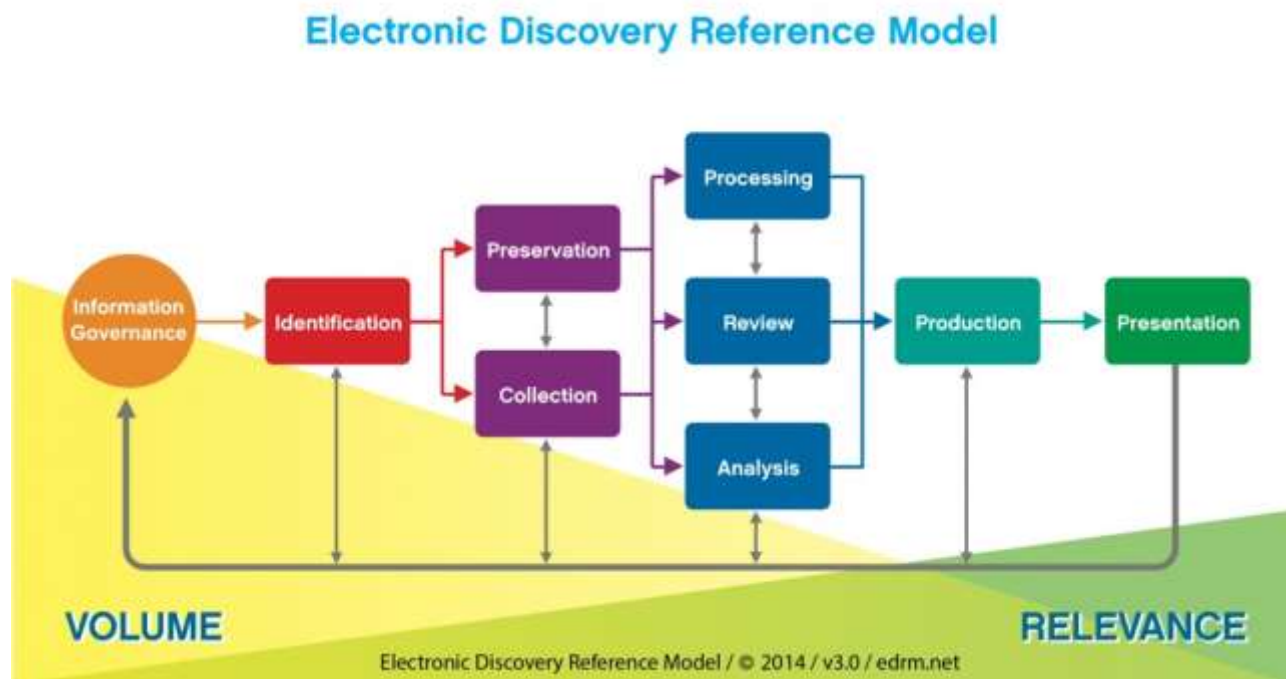 Electronic Discovery Reference Model
Processing
Preservation
Information
Governance
Identification
Review
Production
Presentation
Collection
Analysis
VOLUME
RELEVANCE
Electronic Discovery Reference Model / © 2014 / v3.0 / edrm.net